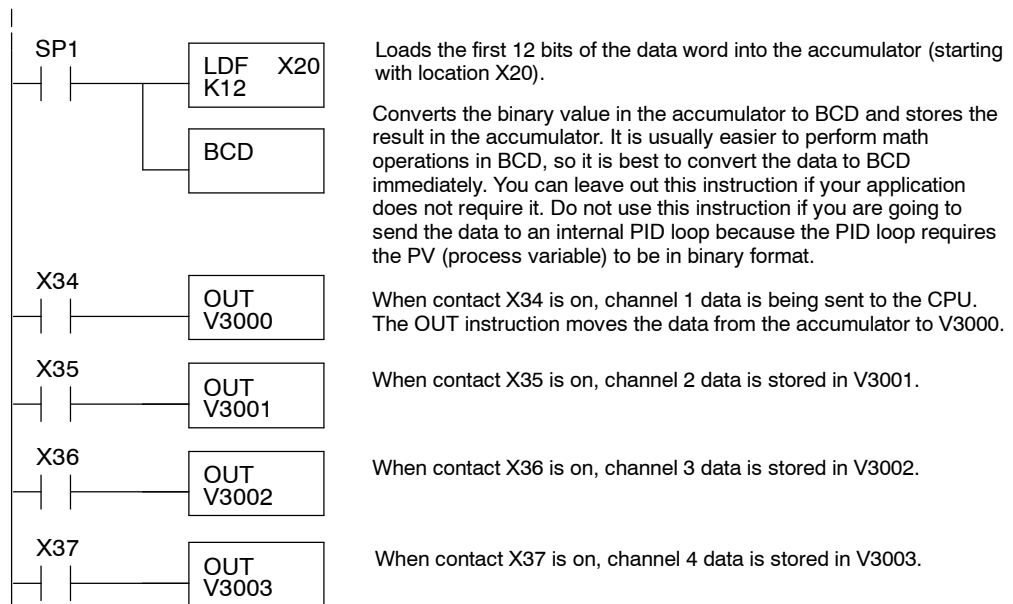 SP1
LDF X20
K12
Loads the first 12 bits of the data word into the accumulator (starting
with location X20).
BCD
Converts the binary value in the accumulator to BCD and stores the
result in the accumulator. It is usually easier to perform math
operations in BCD, so it is best to convert the data to BCD
immediately. You can leave out this instruction if your application
does not require it. Do not use this instruction if you are going to
send the data to an internal PID loop because the PID loop requires
the PV (process variable) to be in binary format.
X34
OUT
V3000
When contact X34 is on, channel 1 data is being sent to the CPU.
The OUT instruction moves the data from the accumulator to V3000.
X35
OUT
V3001
When contact X35 is on, channel 2 data is stored in V3001.
X36
OUT
V3002
When contact X36 is on, channel 3 data is stored in V3002.
X37
OUT
V3003
When contact X37 is on, channel 4 data is stored in V3003.